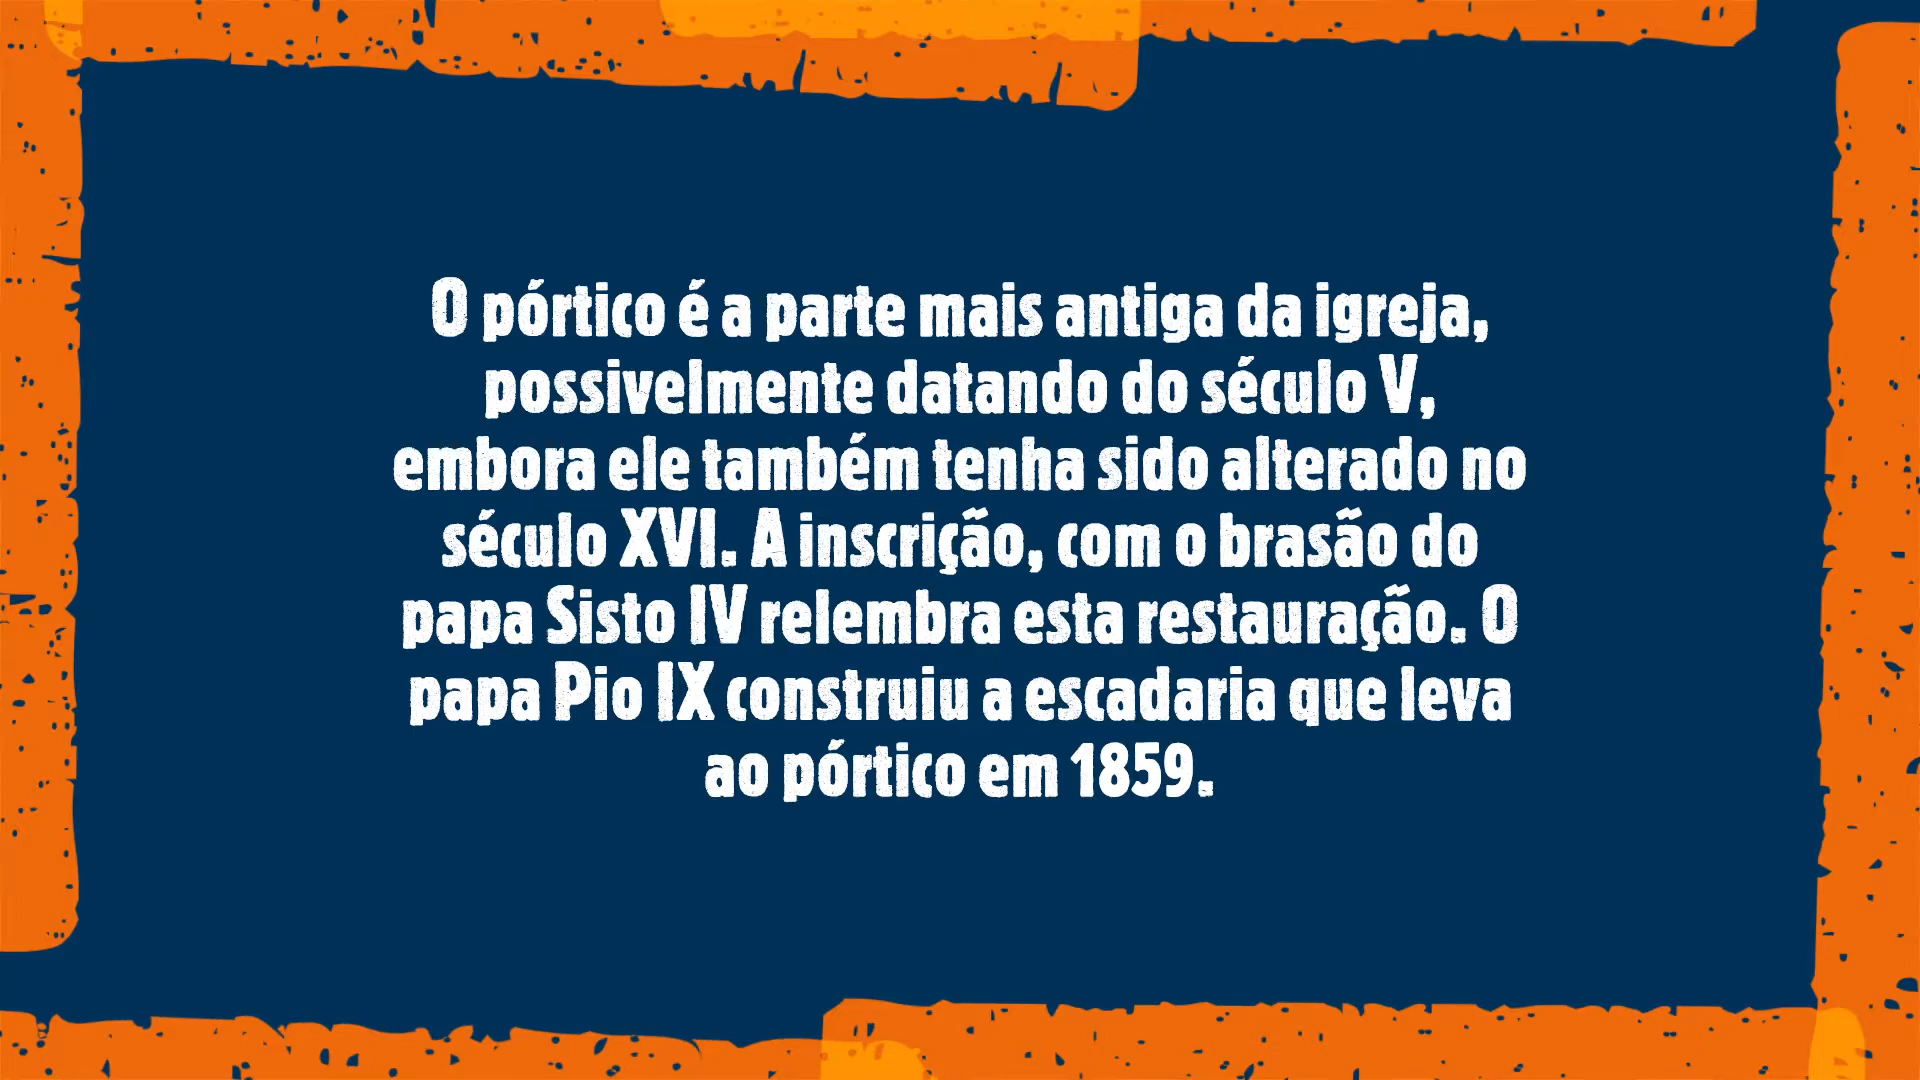 O pórtico é a parte mais antiga da igreja,
possivelmente datando do século V,
embora ele também tenha sido alterado no
século XVI. A inscrição, com o brasão do
papa Sisto IV relembra esta restauração. O
papa Pio IX construiu a escadaria que leva
ao pórtico em 1859.